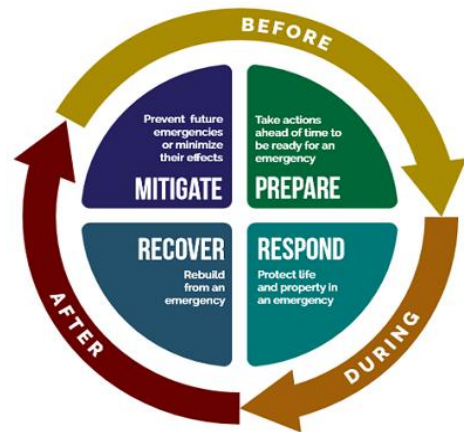 BEFORE
Prevent future
emergencies
or minimize
their effects
MITIGATE
Take actions
ahead of time to
be ready for an
emergency
PREPARE
RECOVER
Rebuild
from an
emergency
RESPOND
Protect life
and property in
an emergency
AFTER
DURING